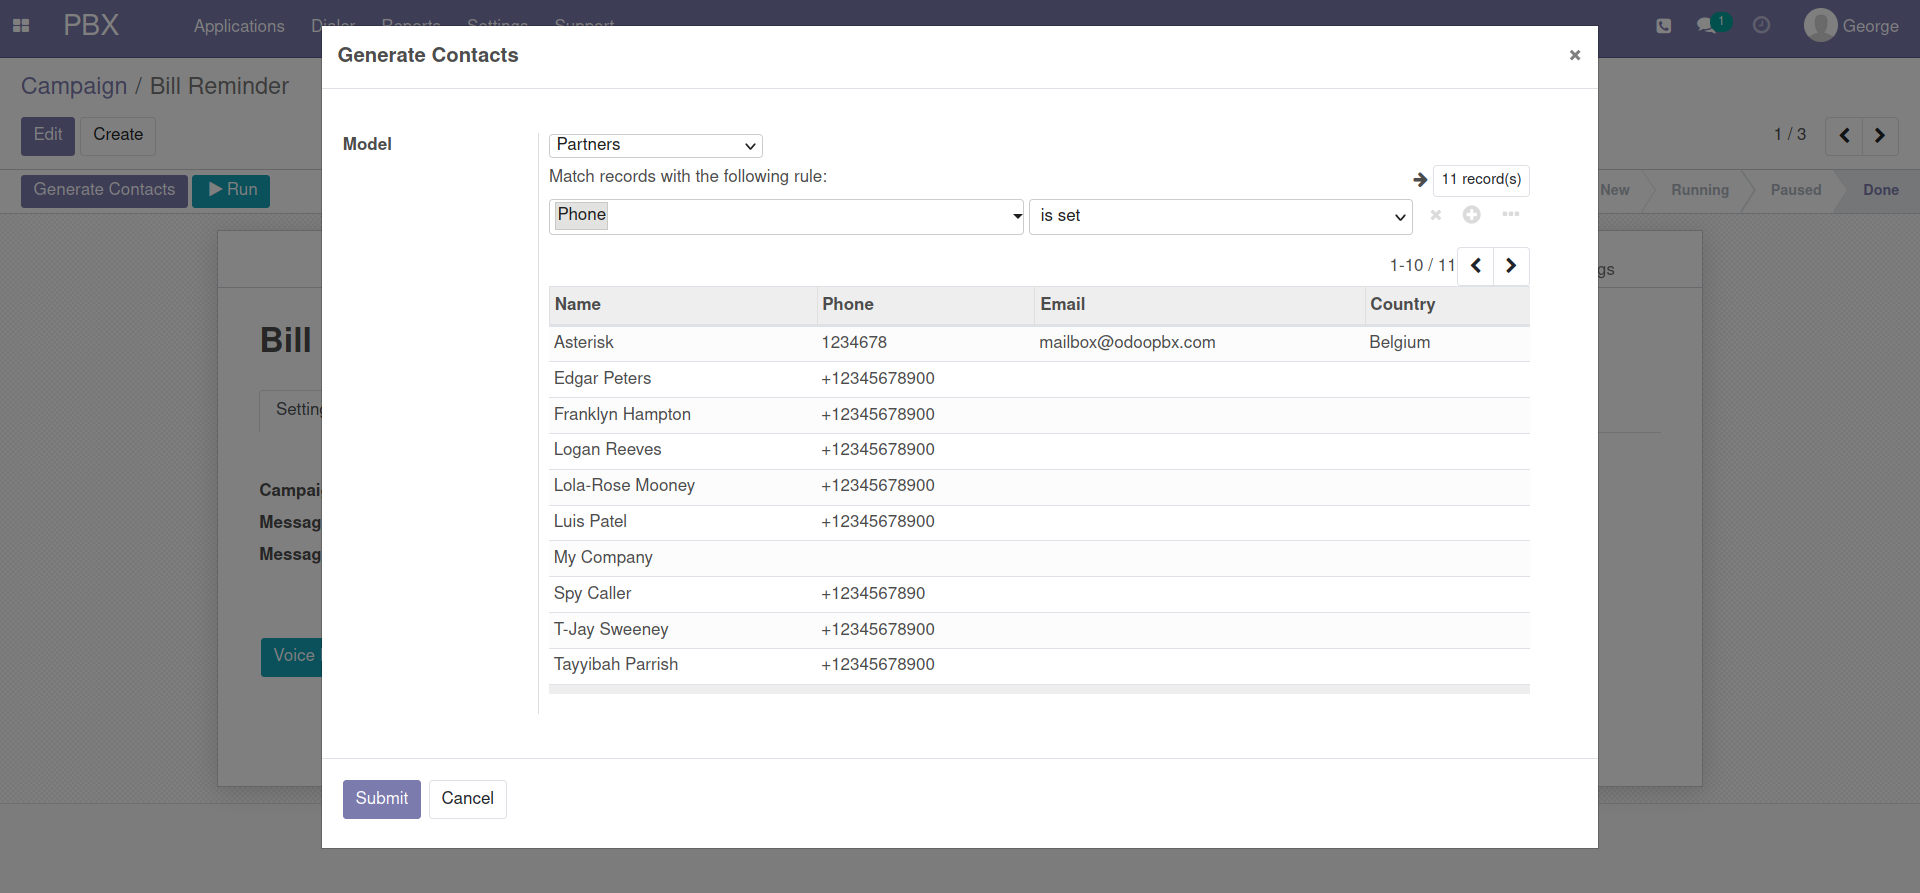 PBX Applications Dialer Reports Settings Support 1 George
Generate Contacts
Campaign / Bill Reminder
Edit Create 1 / 3
Model Partners
Match records with the following rule: 11 record(s)
Generate Contacts Run New Running Paused Done
Phone is set
1-10 / 11
Name Phone Email Country
Asterisk 1234678 mailbox@odoopbx.com Belgium
Bill
Edgar Peters +12345678900
Franklyn Hampton +12345678900
Logan Reeves +12345678900
Lola-Rose Mooney +12345678900
Campai
Luis Patel +12345678900
Messag
My Company
Messag
Spy Caller +1234567890
T-Jay Sweeney +12345678900
Tayyibah Parrish +12345678900
Voice
Submit Cancel